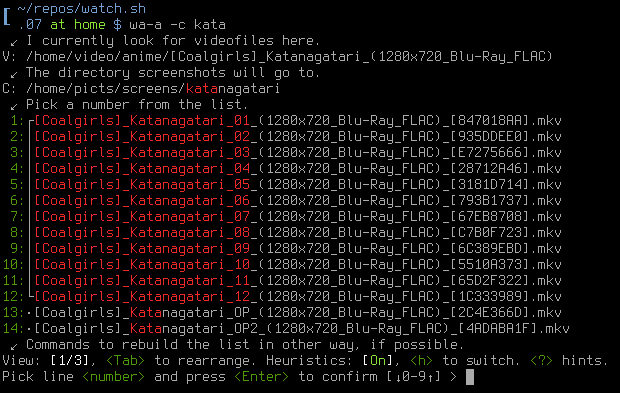 ~/repos/watch.sh
.07 at home $ wa-a -c kata
↙ I currently look for videofiles here.
V: /home/video/anime/[Coalgirls]_Katanagatari_(1280x720_Blu-Ray_FLAC)
↙ The directory screenshots will go to.
C: /home/picts/screens/katanagatari
↙ Pick a number from the list.
1: [Coalgirls]_Katanagatari_01_(1280x720_Blu-Ray_FLAC)_[847018AA].mkv
2: [Coalgirls]_Katanagatari_02_(1280x720_Blu-Ray_FLAC)_[935DDEE0].mkv
3: [Coalgirls]_Katanagatari_03_(1280x720_Blu-Ray_FLAC)_[E7275666].mkv
4: [Coalgirls]_Katanagatari_04_(1280x720_Blu-Ray_FLAC)_[28712A46].mkv
5: [Coalgirls]_Katanagatari_05_(1280x720_Blu-Ray_FLAC)_[3181D714].mkv
6: [Coalgirls]_Katanagatari_06_(1280x720_Blu-Ray_FLAC)_[793B1737].mkv
7: [Coalgirls]_Katanagatari_07_(1280x720_Blu-Ray_FLAC)_[67EB8708].mkv
8: [Coalgirls]_Katanagatari_08_(1280x720_Blu-Ray_FLAC)_[C7B0F723].mkv
9: [Coalgirls]_Katanagatari_09_(1280x720_Blu-Ray_FLAC)_[6C389EBD].mkv
10: [Coalgirls]_Katanagatari_10_(1280x720_Blu-Ray_FLAC)_[5510A373].mkv
11: [Coalgirls]_Katanagatari_11_(1280x720_Blu-Ray_FLAC)_[65D2F322].mkv
12: [Coalgirls]_Katanagatari_12_(1280x720_Blu-Ray_FLAC)_[1C333989].mkv
13:·[Coalgirls]_Katanagatari_OP_(1280x720_Blu-Ray_FLAC)_[2C4E366D].mkv
14:·[Coalgirls]_Katanagatari_OP2_(1280x720_Blu-Ray_FLAC)_[4ADABA1F].mkv
↙ Commands to rebuild the list in other way, if possible.
View: [1/3], <Tab> to rearrange. Heuristics: [On], <h> to switch. <?> hints.
Pick line <number> and press <Enter> to confirm [↓0-9↑] >